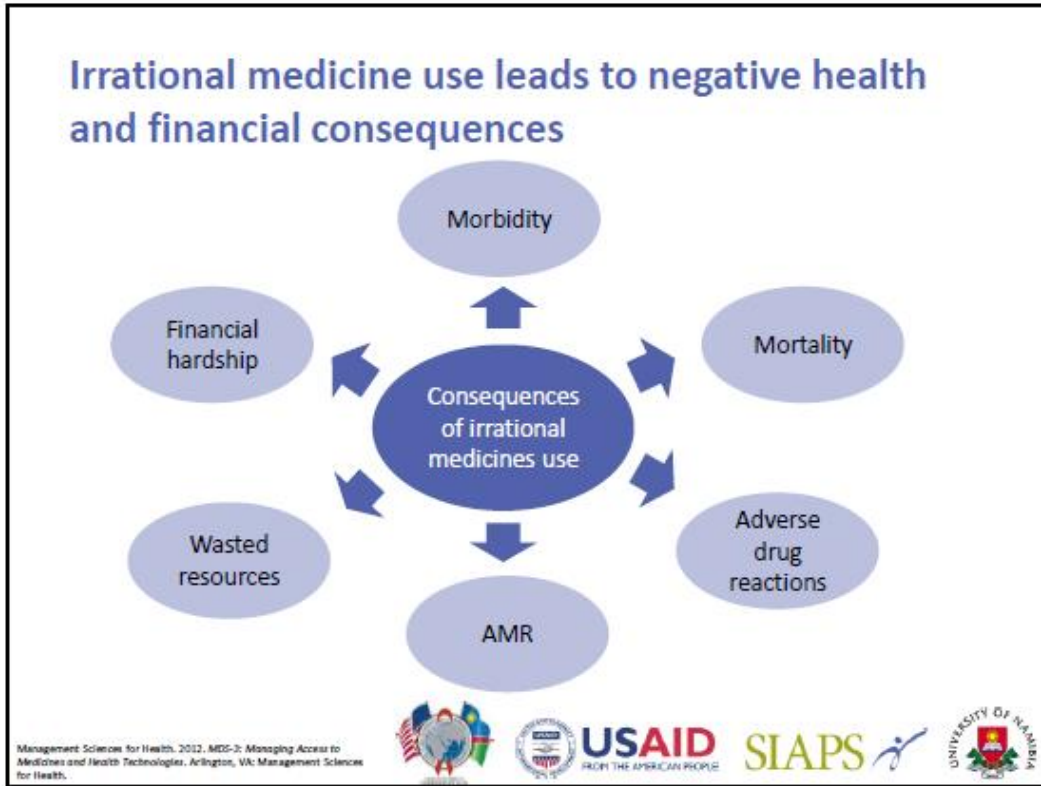 Irrational medicine use leads to negative health
and financial consequences
Morbidity
Financial
hardship
Mortality
Consequences
of irrational
medicines use
Wasted
resources
Adverse
drug
reactions
AMR
Management Sciences for Health. 2012. MDS-3: Managing Access to
Medicines and Health Technologies. Arlington, VA: Management Sciences
for Health.
USAID
FROM THE AMERICAN PEOPLE
SIAPS
UNIVERSITY OF NAMIBIA